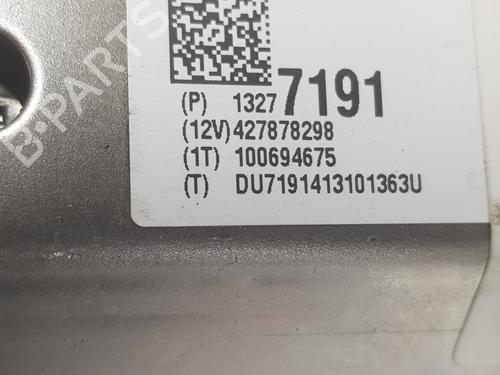 (P) 1327 7191
(12V) 427878298
(1T) 100694675
(T) DU7191413101363U
B-PARTS